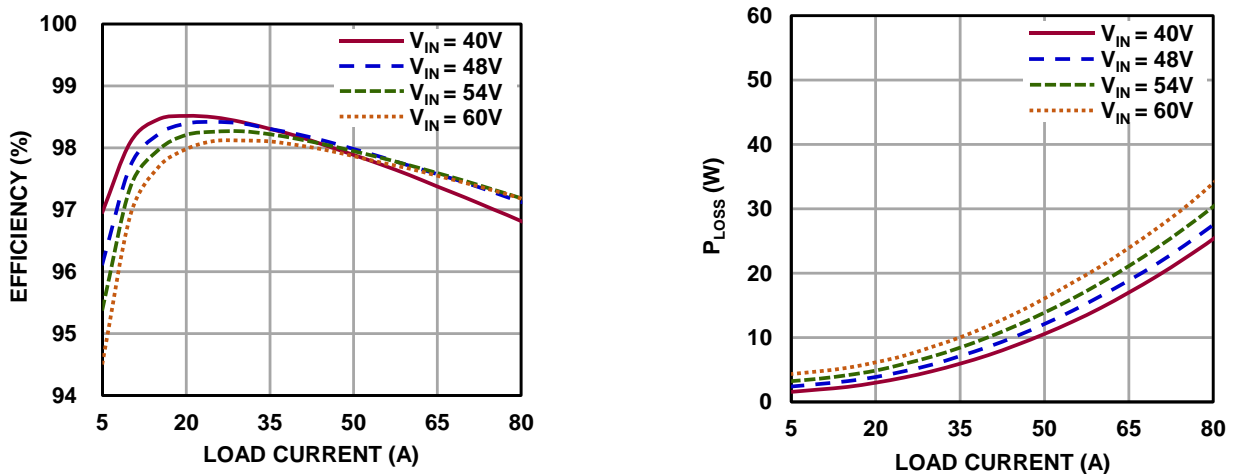 100
99
98
97
96
95
94
EFFICIENCY (%)
V_IN = 40V
V_IN = 48V
V_IN = 54V
V_IN = 60V
5 20 35 50 65 80
LOAD CURRENT (A)
60
50
40
30
20
10
0
P_LOSS (W)
V_IN = 40V
V_IN = 48V
V_IN = 54V
V_IN = 60V
5 20 35 50 65 80
LOAD CURRENT (A)